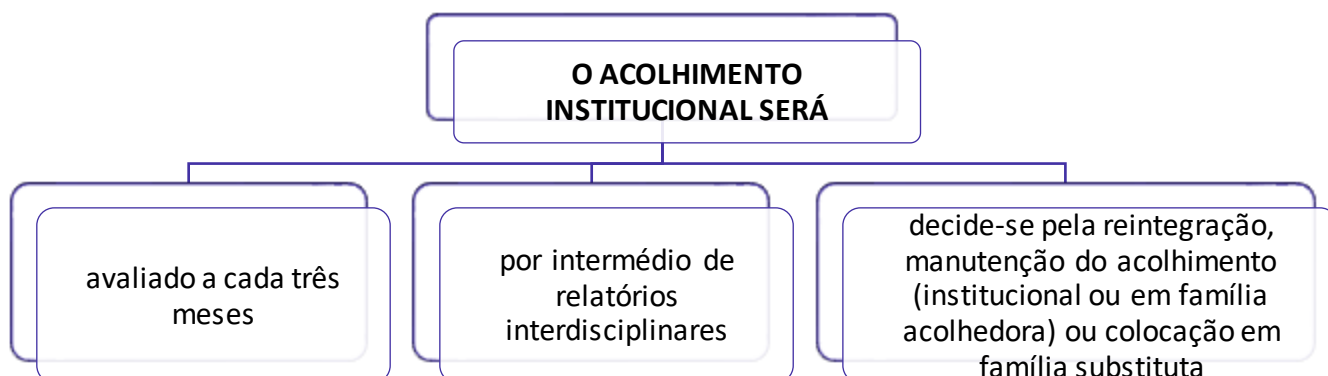 O ACOLHIMENTO
INSTITUCIONAL SERÁ
avaliado a cada três
meses
por intermédio de
relatórios
interdisciplinares
decide-se pela reintegração,
manutenção do acolhimento
(institucional ou em família
acolhedora) ou colocação em
família substituta